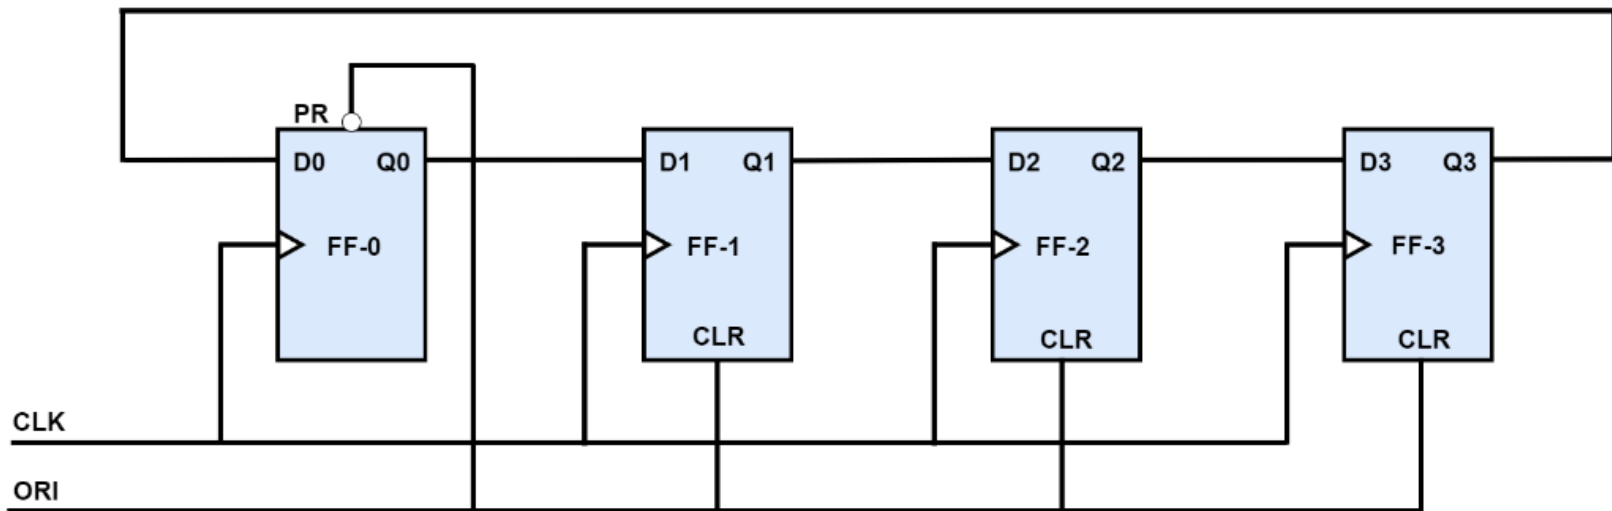 PR
D0 Q0
D1 Q1
D2 Q2
D3 Q3
FF-0
FF-1
FF-2
FF-3
CLR
CLR
CLR
CLK
ORI